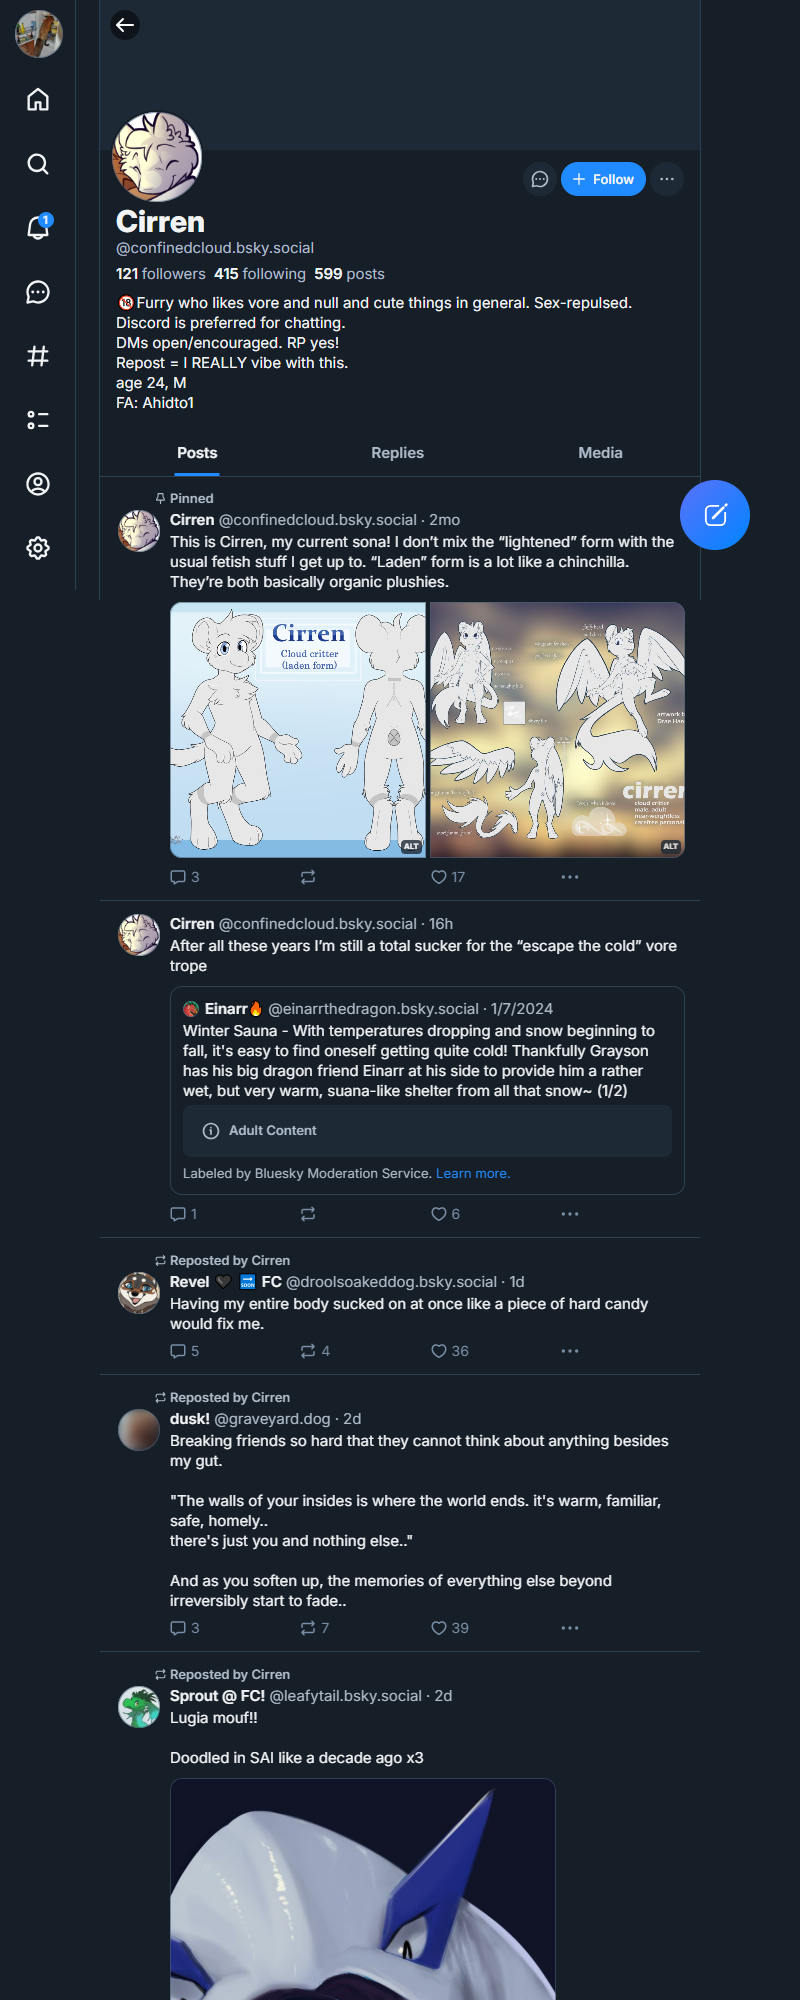 1
Follow
Cirren
@confinedcloud.bsky.social
121 followers 415 following 599 posts
🔞Furry who likes vore and null and cute things in general. Sex-repulsed.
Discord is preferred for chatting.
DMs open/encouraged. RP yes!
Repost = I REALLY vibe with this.
age 24, M
FA: Ahidto1
Posts Replies Media
Pinned
Cirren @confinedcloud.bsky.social · 2mo
This is Cirren, my current sona! I don’t mix the “lightened” form with the
usual fetish stuff I get up to. “Laden” form is a lot like a chinchilla.
They’re both basically organic plushies.
Cirren
Cloud critter
(laden form)
ALT
artwork b
cirren
cloud critter
male, adult
near-weightless
carefree personal
ALT
3 17
Cirren @confinedcloud.bsky.social · 16h
After all these years I’m still a total sucker for the “escape the cold” vore
trope
Einarr🔥 @einarrthedragon.bsky.social · 1/7/2024
Winter Sauna - With temperatures dropping and snow beginning to
fall, it's easy to find oneself getting quite cold! Thankfully Grayson
has his big dragon friend Einarr at his side to provide him a rather
wet, but very warm, suana-like shelter from all that snow~ (1/2)
Adult Content
Labeled by Bluesky Moderation Service. Learn more.
1 6
Reposted by Cirren
Revel 🖤 🔜 FC @droolsoakeddog.bsky.social · 1d
Having my entire body sucked on at once like a piece of hard candy
would fix me.
5 4 36
Reposted by Cirren
dusk! @graveyard.dog · 2d
Breaking friends so hard that they cannot think about anything besides
my gut.
"The walls of your insides is where the world ends. it's warm, familiar,
safe, homely..
there's just you and nothing else.."
And as you soften up, the memories of everything else beyond
irreversibly start to fade..
3 7 39
Reposted by Cirren
Sprout @ FC! @leafytail.bsky.social · 2d
Lugia mouf!!
Doodled in SAI like a decade ago x3